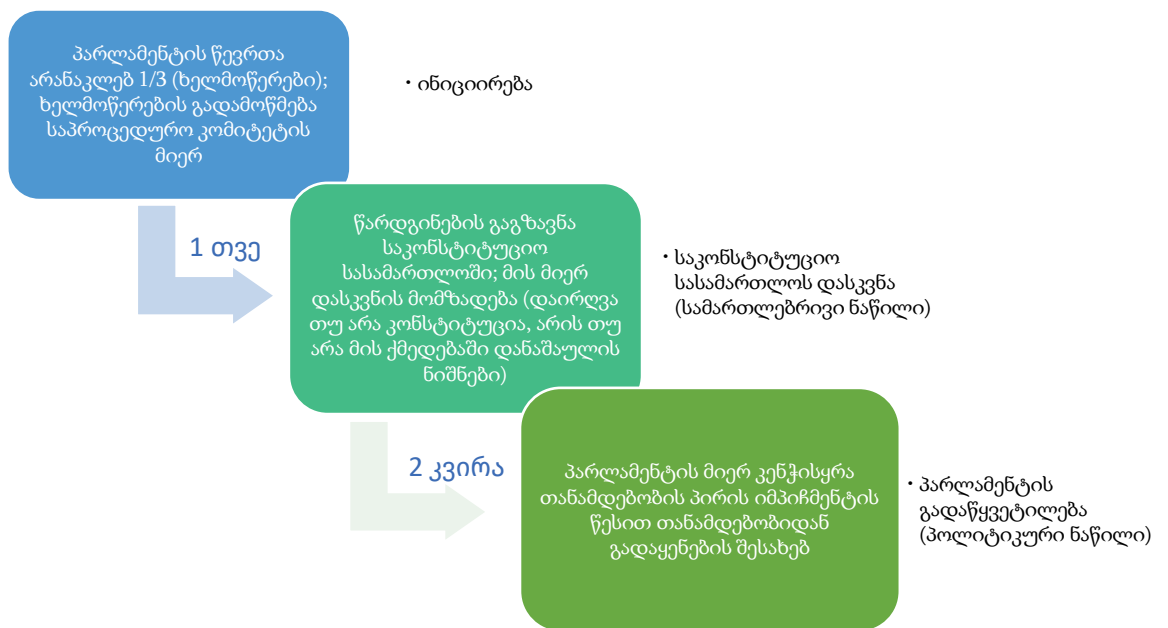 პარლამენტის წევრთა
არანაკლებ 1/3 (ხელმოწერები);
ხელმოწერების გადამოწმება
საპროცედურო კომიტეტის
მიერ
• ინიციირება
1 თვე
წარდგინების გაგზავნა
საკონსტიტუციო
სასამართლოში; მის მიერ
დასკვნის მომზადება (დაირღვა
თუ არა კონსტიტუცია, არის თუ
არა მის ქმედებაში დანაშაულის
ნიშნები)
• საკონსტიტუციო
სასამართლოს დასკვნა
(სამართლებრივი ნაწილი)
2 კვირა
პარლამენტის მიერ კენჭისყრა
თანამდებობის პირის იმპიჩმენტის
წესით თანამდებობიდან
გადაყენების შესახებ
• პარლამენტის
გადაწყვეტილება
(პოლიტიკური ნაწილი)